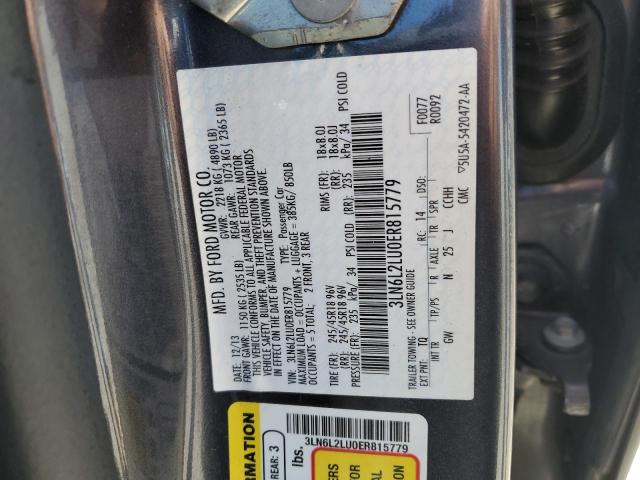 MFD. BY FORD MOTOR CO.
DATE: 12/13 GVWR: 2218 KG ( 4890 LB)
FRONT GAWR: 1150 KG ( 2535 LB) REAR GAWR: 1073 KG ( 2365 LB)
THIS VEHICLE CONFORMS TO ALL APPLICABLE FEDERAL MOTOR
VEHICLE SAFETY, BUMPER, AND THEFT PREVENTION STANDARDS
IN EFFECT ON THE DATE OF MANUFACTURE SHOWN ABOVE.
VIN: 3LN6L2LU0ER815779 TYPE: Passenger Car
MAXIMUM LOAD = OCCUPANTS + LUGGAGE = 385KG/ 850LB
OCCUPANTS = 5 TOTAL: 2 FRONT, 3 REAR
TIRE (FR): 245/45R18 96V RIMS (FR): 18x8.0J
(RR): 245/45R18 96V (RR): 18x8.0J
PRESSURE (FR): 235 kPa/ 34 PSI COLD (RR): 235 kPa/ 34 PSI COLD
3LN6L2LU0ER815779
TRAILER TOWING - SEE OWNER GUIDE F0077
EXT PNT: TQ RC: 14 DSO: R0092
INT TR TP/PS R AXLE TR SPR
GW N 25 J CCHH
CMC ▽5U5A-5420472-AA
3LN6L2LU0ER815779
ORMATION
REAR: 3
lbs.